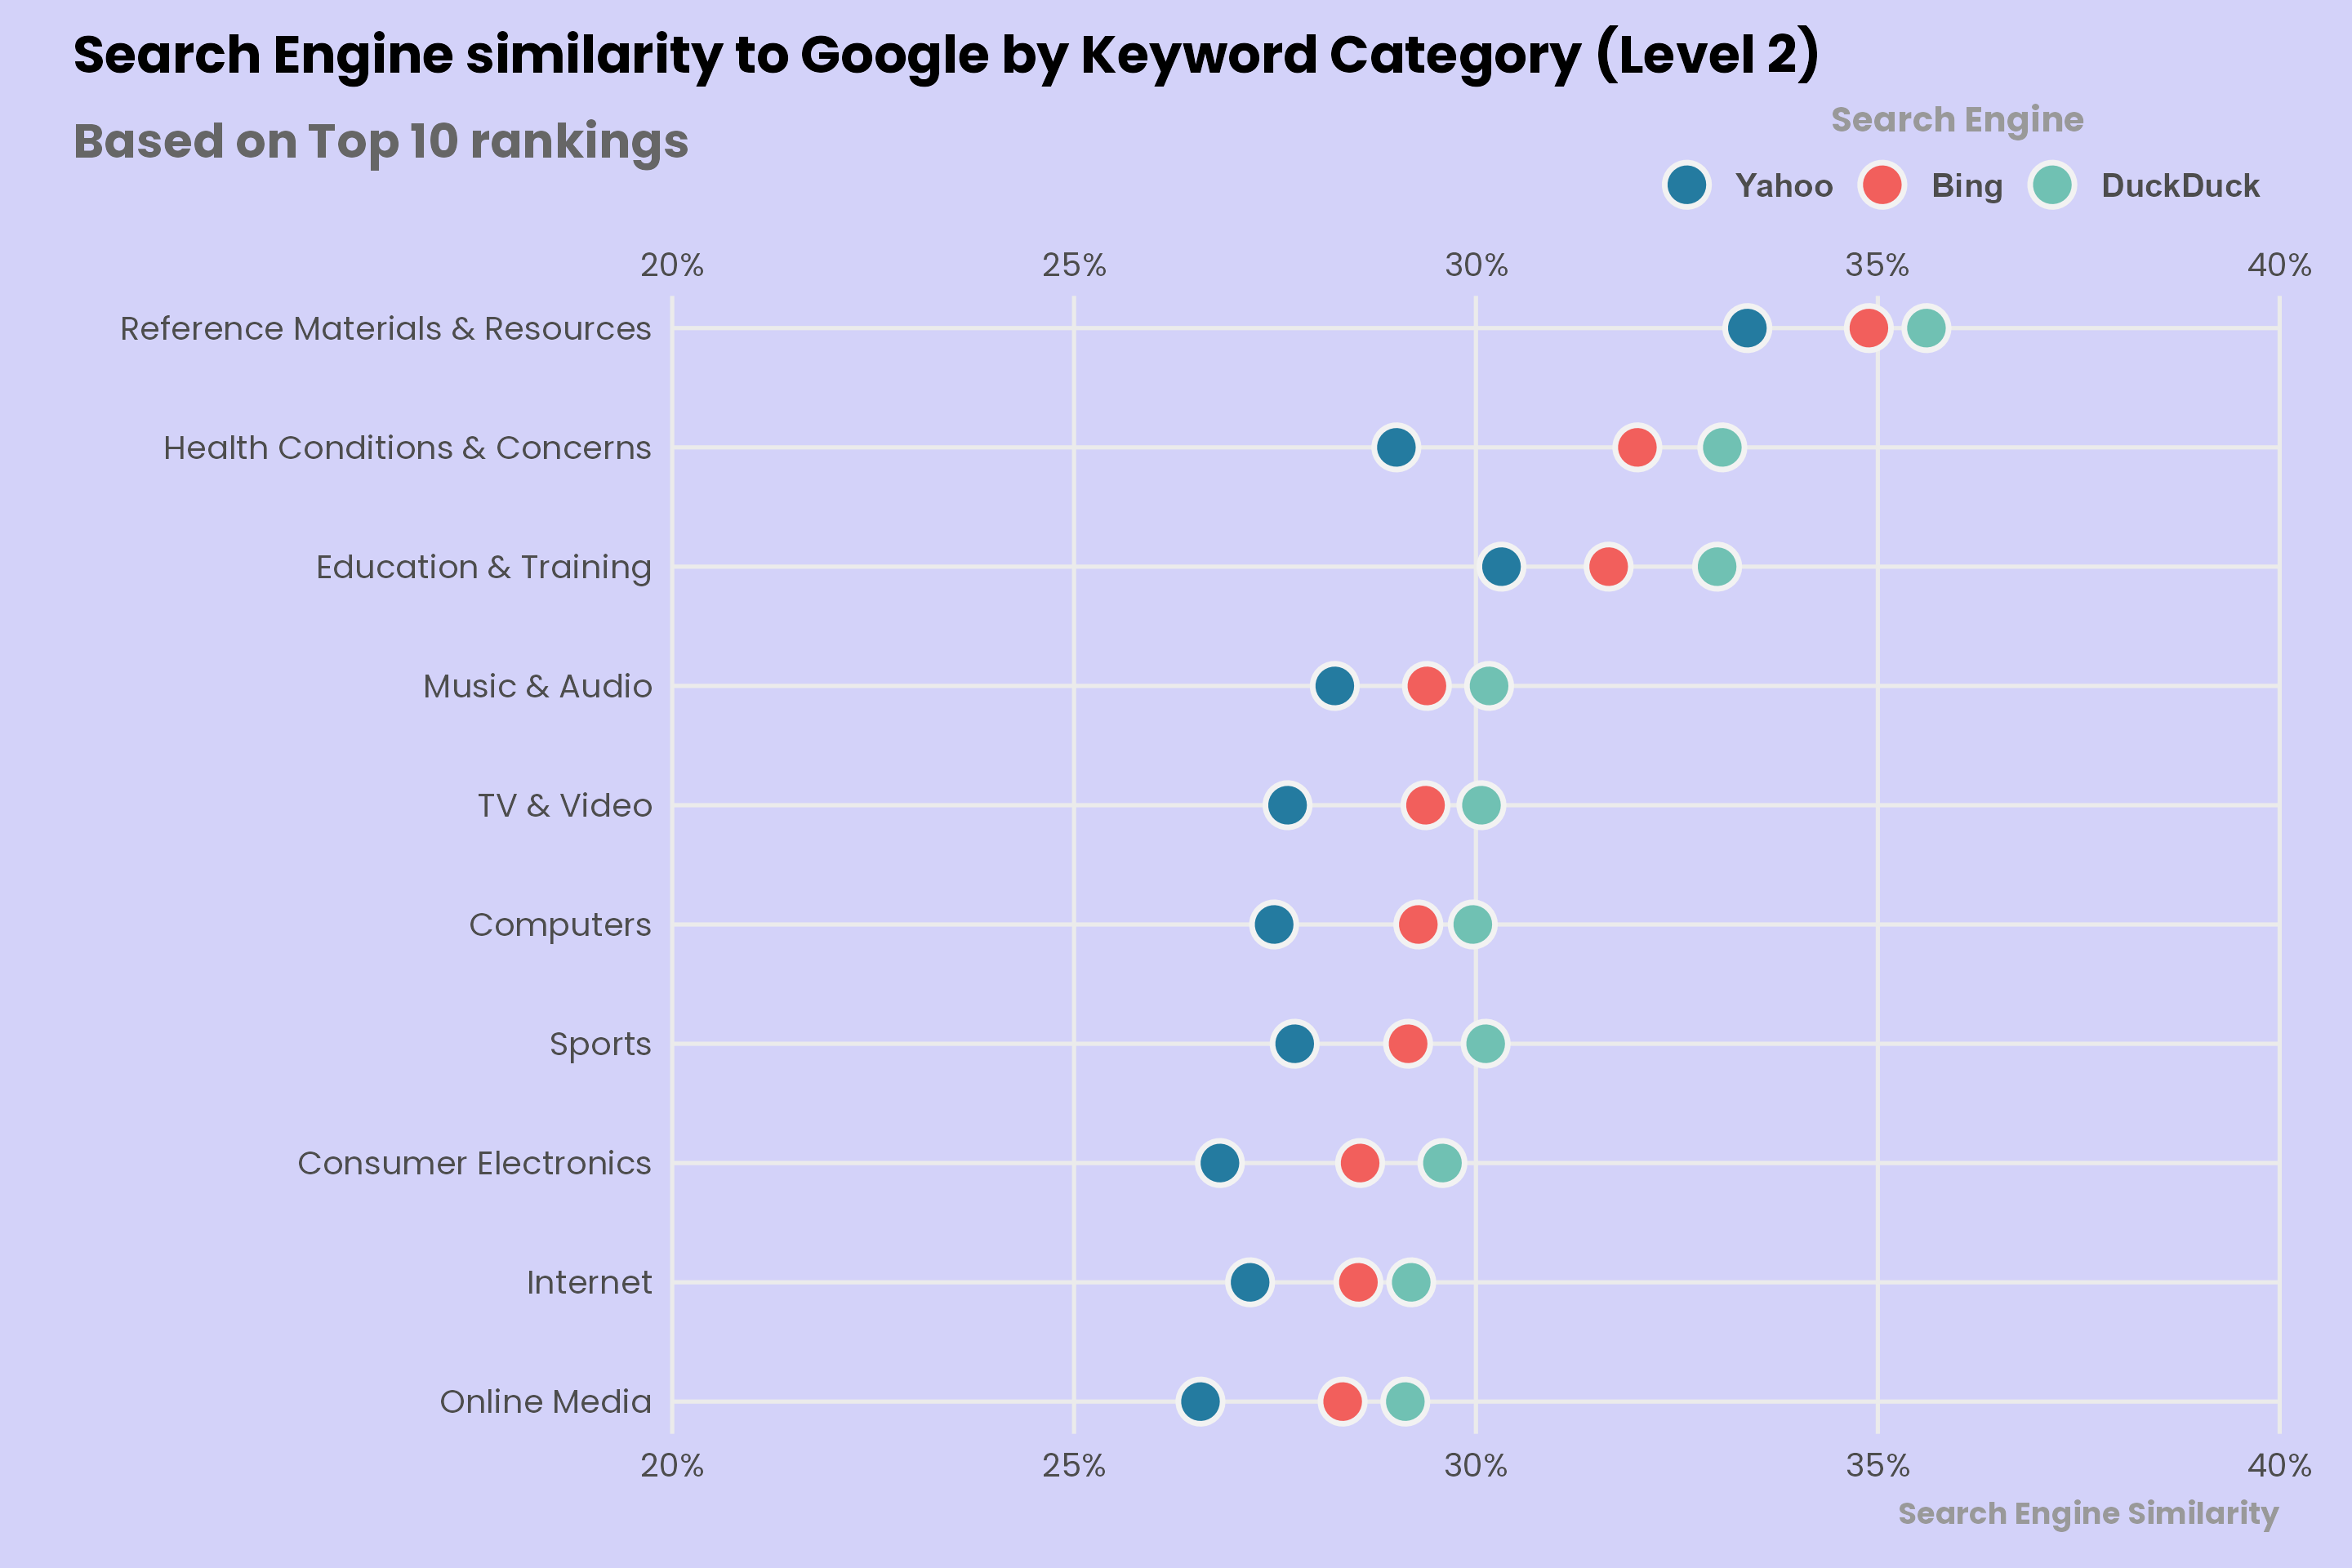 Search Engine similarity to Google by Keyword Category (Level 2)
Based on Top 10 rankings
Search Engine
Yahoo Bing DuckDuck
20% 25% 30% 35% 40%
Reference Materials & Resources
Health Conditions & Concerns
Education & Training
Music & Audio
TV & Video
Computers
Sports
Consumer Electronics
Internet
Online Media
20% 25% 30% 35% 40%
Search Engine Similarity